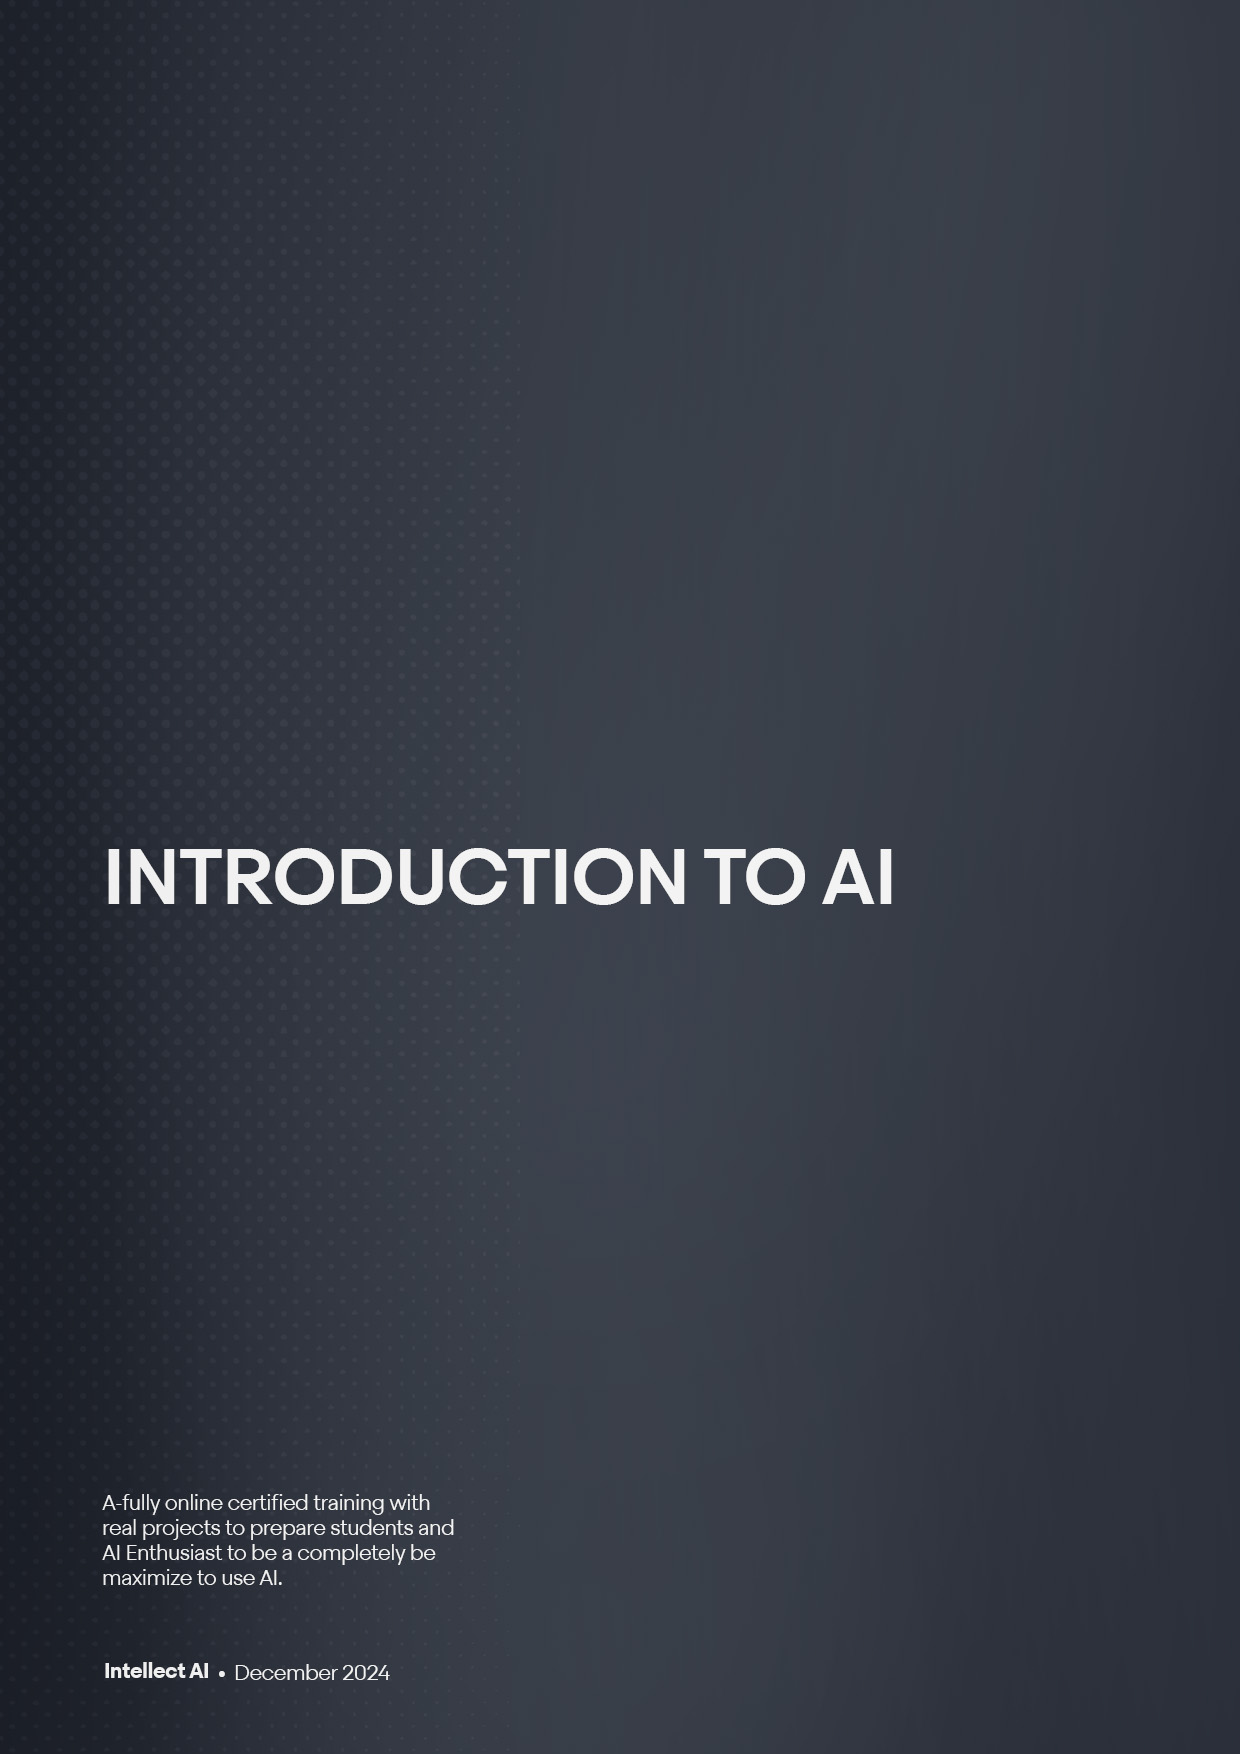 INTRODUCTION TO AI
A-fully online certified training with
real projects to prepare students and
AI Enthusiast to be a completely be
maximize to use AI.
Intellect AI • December 2024